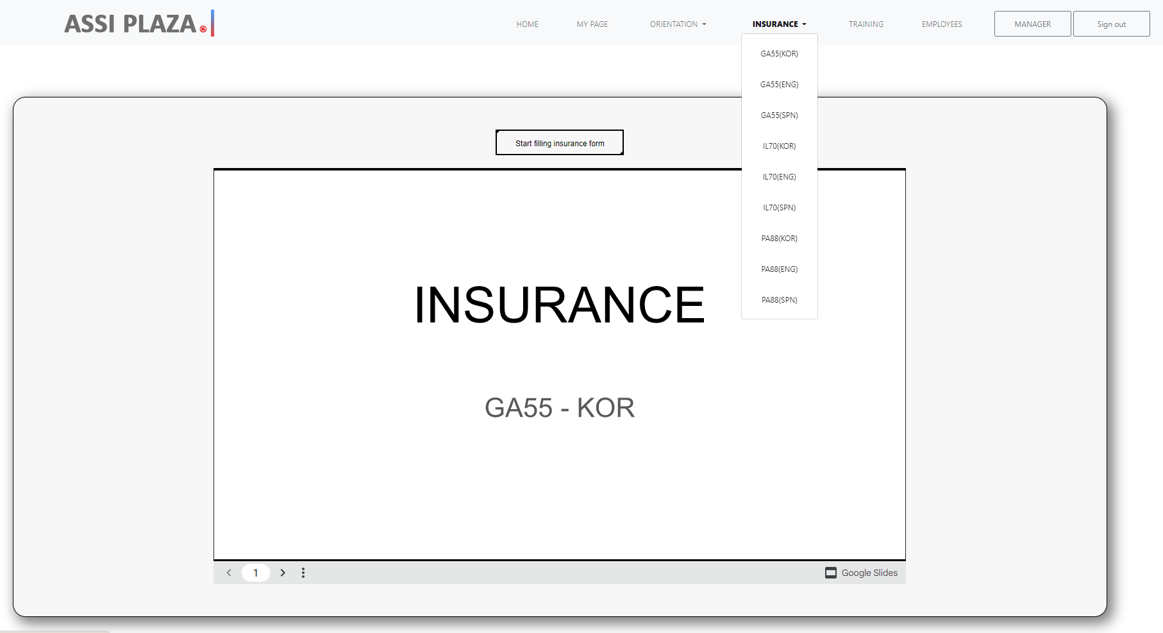 ASSI PLAZA.
HOME
MY PAGE
ORIENTATION
INSURANCE
TRAINING
EMPLOYEES
MANAGER
Sign out
GA55(KOR)
GA55(ENG)
GA55(SPN)
IL70(KOR)
IL70(ENG)
IL70(SPN)
PA88(KOR)
PA88(ENG)
PA88(SPN)
Start filling insurance form
INSURANCE
GA55 - KOR
1
Google Slides